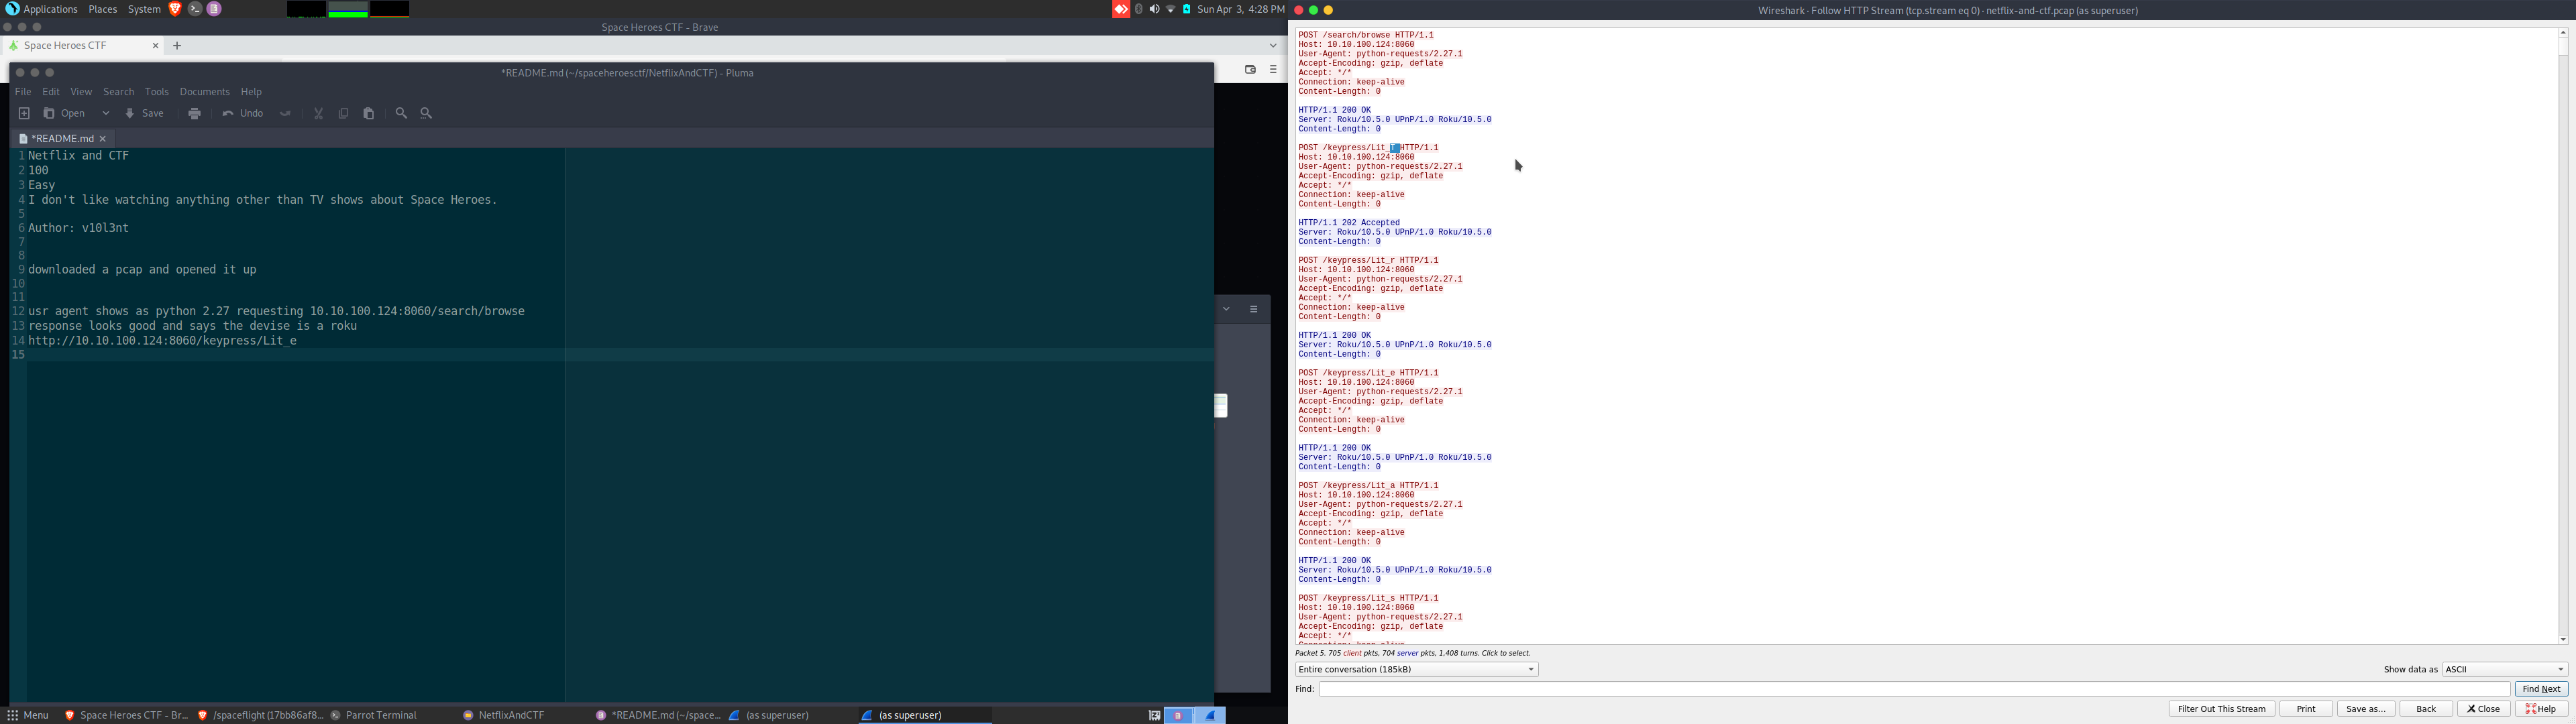 Applications Places System
Sun Apr 3, 4:28 PM
Space Heroes CTF - Brave
Space Heroes CTF
*README.md (~/spaceheroesctf/NetflixAndCTF) - Pluma
File Edit View Search Tools Documents Help
Open Save Undo
*README.md
1 Netflix and CTF
2 100
3 Easy
4 I don't like watching anything other than TV shows about Space Heroes.
5
6 Author: v10l3nt
7
8
9 downloaded a pcap and opened it up
10
11
12 usr agent shows as python 2.27 requesting 10.10.100.124:8060/search/browse
13 response looks good and says the devise is a roku
14 http://10.10.100.124:8060/keypress/Lit_e
15
Menu Space Heroes CTF - Br... /spaceflight (17bb86af8... Parrot Terminal NetflixAndCTF *README.md (~/space... (as superuser) (as superuser)
Wireshark · Follow HTTP Stream (tcp.stream eq 0) · netflix-and-ctf.pcap (as superuser)
POST /search/browse HTTP/1.1
Host: 10.10.100.124:8060
User-Agent: python-requests/2.27.1
Accept-Encoding: gzip, deflate
Accept: */*
Connection: keep-alive
Content-Length: 0
HTTP/1.1 200 OK
Server: Roku/10.5.0 UPnP/1.0 Roku/10.5.0
Content-Length: 0
POST /keypress/Lit_ HTTP/1.1
Host: 10.10.100.124:8060
User-Agent: python-requests/2.27.1
Accept-Encoding: gzip, deflate
Accept: */*
Connection: keep-alive
Content-Length: 0
HTTP/1.1 202 Accepted
Server: Roku/10.5.0 UPnP/1.0 Roku/10.5.0
Content-Length: 0
POST /keypress/Lit_r HTTP/1.1
Host: 10.10.100.124:8060
User-Agent: python-requests/2.27.1
Accept-Encoding: gzip, deflate
Accept: */*
Connection: keep-alive
Content-Length: 0
HTTP/1.1 200 OK
Server: Roku/10.5.0 UPnP/1.0 Roku/10.5.0
Content-Length: 0
POST /keypress/Lit_e HTTP/1.1
Host: 10.10.100.124:8060
User-Agent: python-requests/2.27.1
Accept-Encoding: gzip, deflate
Accept: */*
Connection: keep-alive
Content-Length: 0
HTTP/1.1 200 OK
Server: Roku/10.5.0 UPnP/1.0 Roku/10.5.0
Content-Length: 0
POST /keypress/Lit_a HTTP/1.1
Host: 10.10.100.124:8060
User-Agent: python-requests/2.27.1
Accept-Encoding: gzip, deflate
Accept: */*
Connection: keep-alive
Content-Length: 0
HTTP/1.1 200 OK
Server: Roku/10.5.0 UPnP/1.0 Roku/10.5.0
Content-Length: 0
POST /keypress/Lit_s HTTP/1.1
Host: 10.10.100.124:8060
User-Agent: python-requests/2.27.1
Accept-Encoding: gzip, deflate
Accept: */*
Packet 5. 705 client pkts, 704 server pkts, 1,408 turns. Click to select.
Entire conversation (185kB) Show data as ASCII
Find: Find Next
Filter Out This Stream Print Save as... Back Close Help